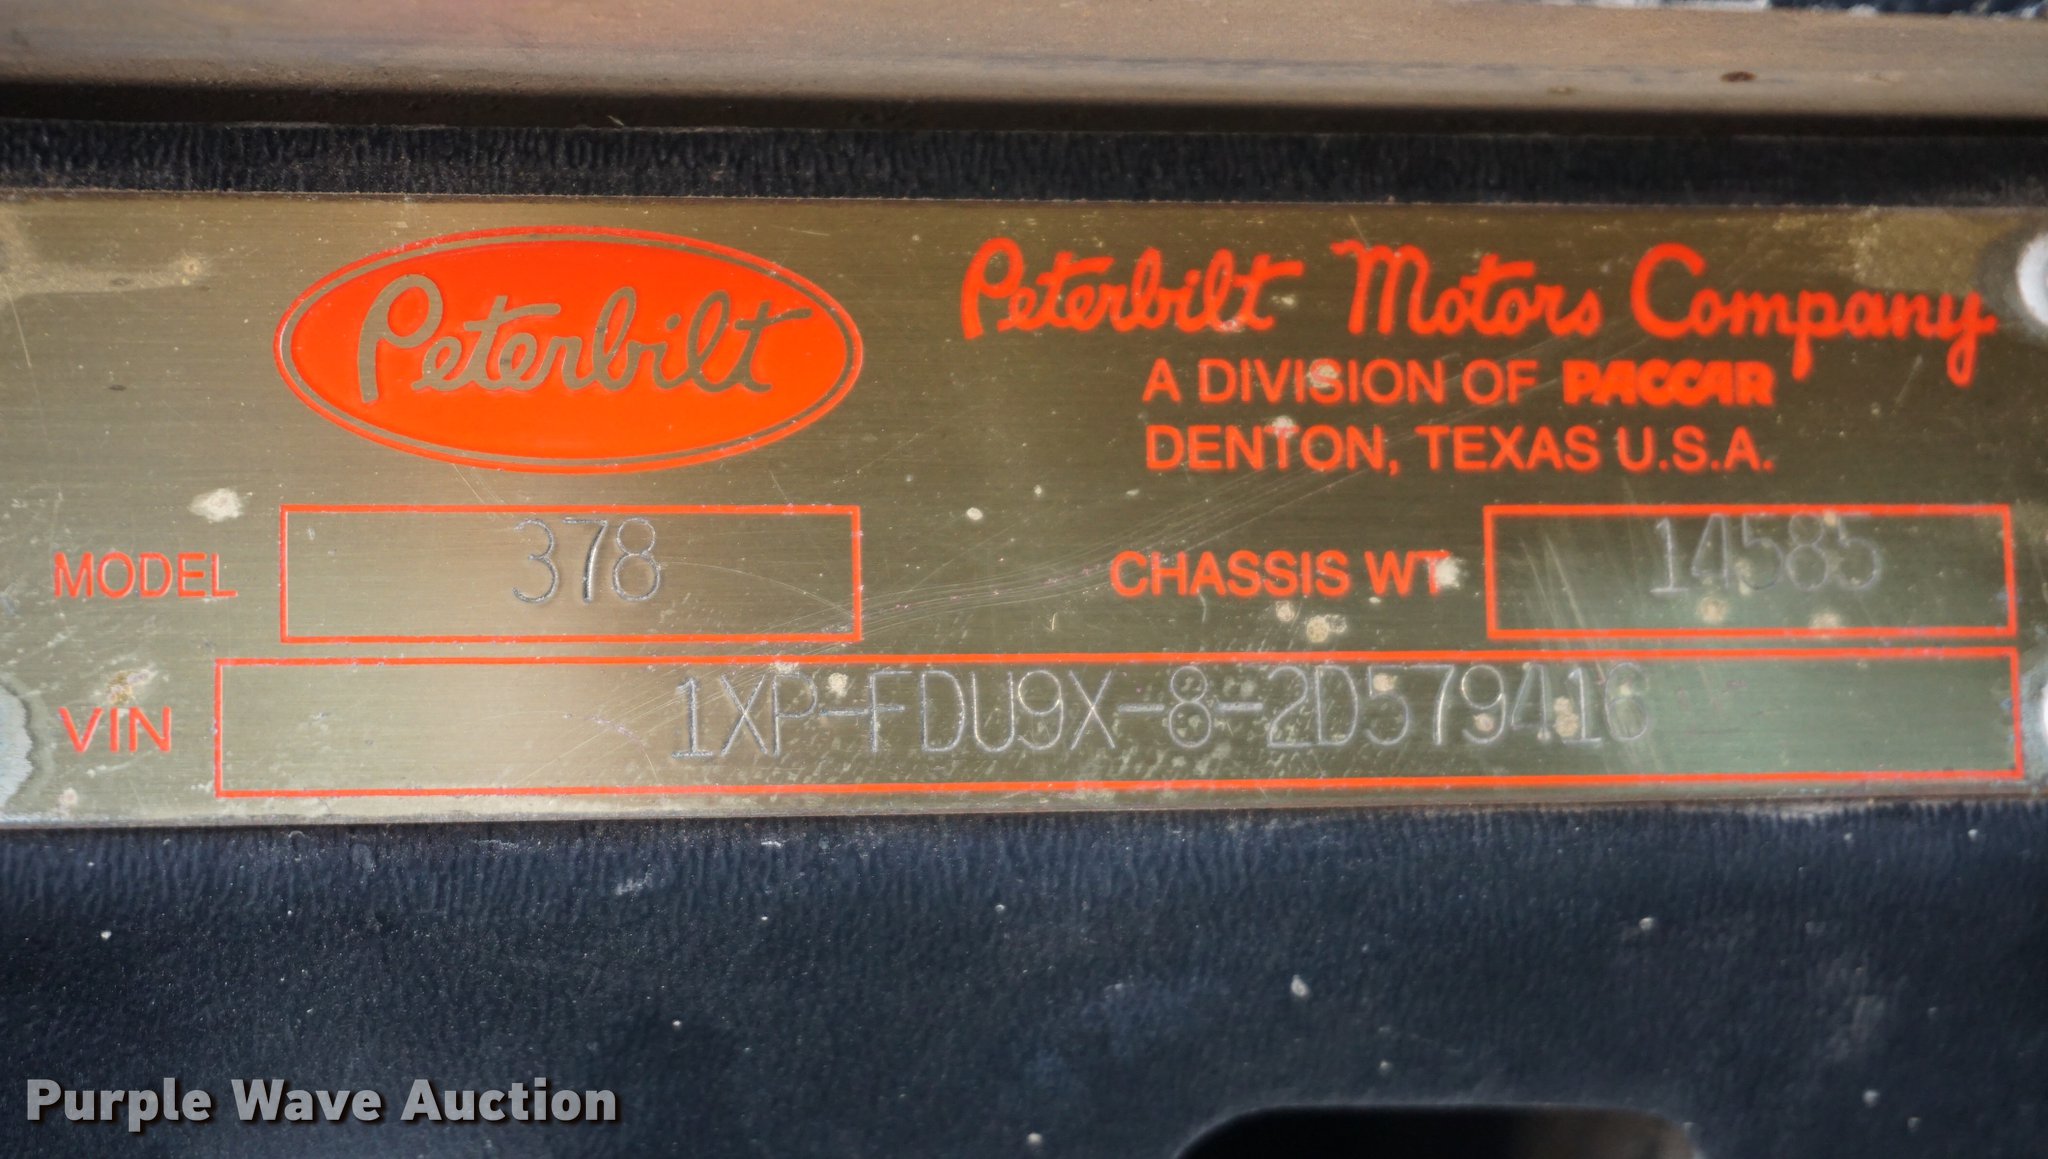 Peterbilt
Peterbilt Motors Company
A DIVISION OF PACCAR
DENTON, TEXAS U.S.A.
MODEL 378
CHASSIS WT 14585
VIN 1XP-FDU9X-8-2D579416
Purple Wave Auction